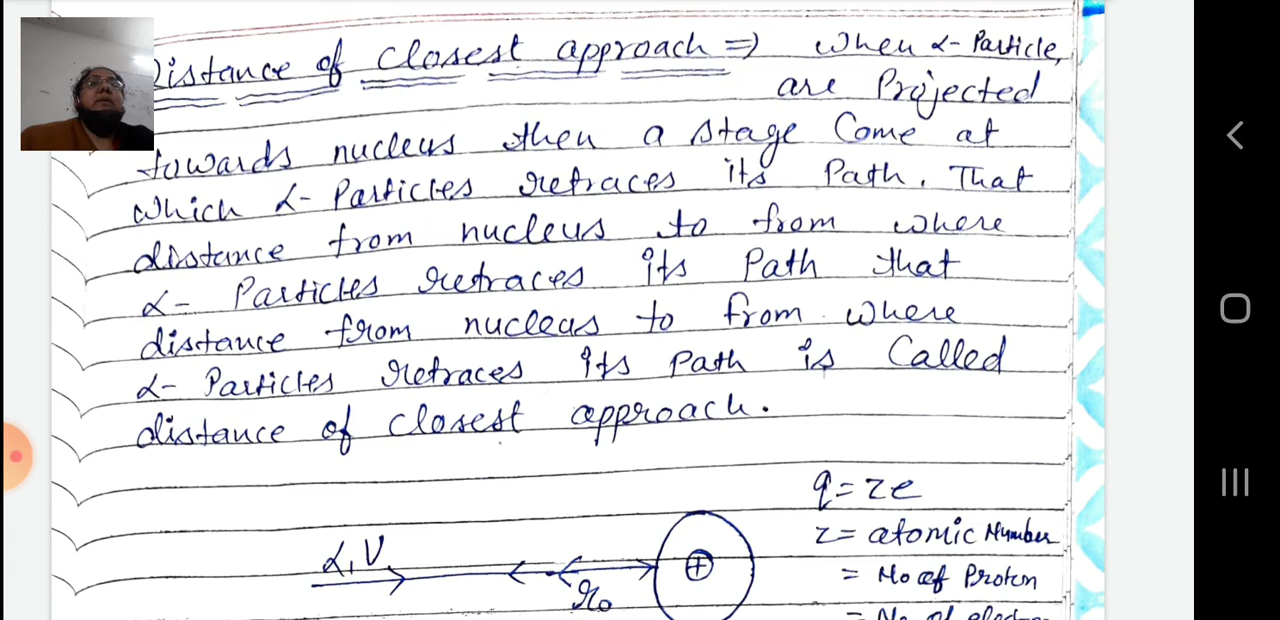 Distance of closest approach => when α-Particle,
are Projected
towards nucleus then a stage Come at
which α-Particles retraces its Path. That
distance from nucleus to from where
α- Particles retraces its Path that
distance from nucleus to from where
α- Particles retraces its Path is Called
distance of closest approach.
q=ze
z= atomic Number
= No of Proton
= No of
α, V
r₀
+